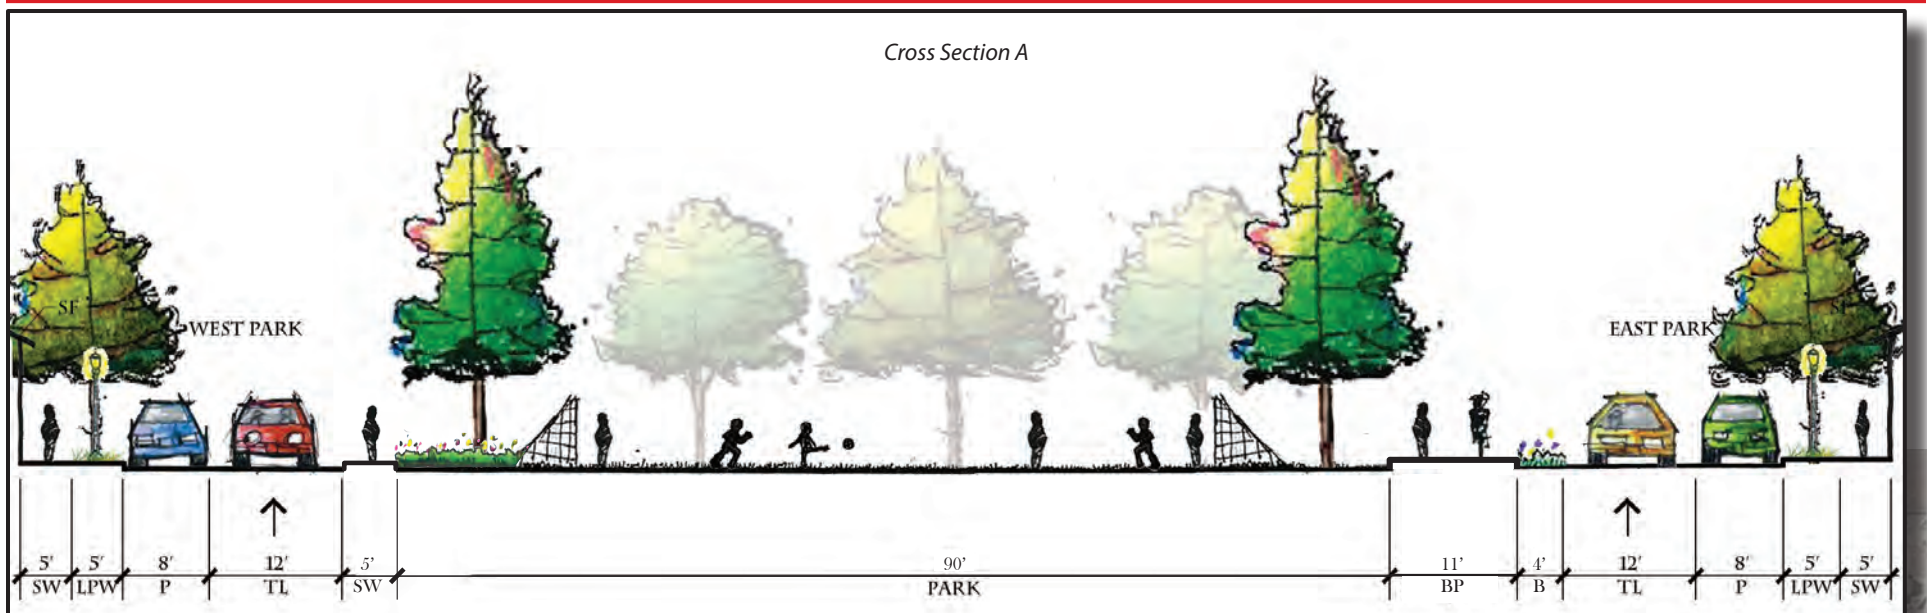 Cross Section A
SF
WEST PARK
EAST PARK
5' 5' 8' 12' 5' 90' 11' 4' 12' 8' 5' 5'
SW LPW P TL SW PARK BP B TL P LPW SW